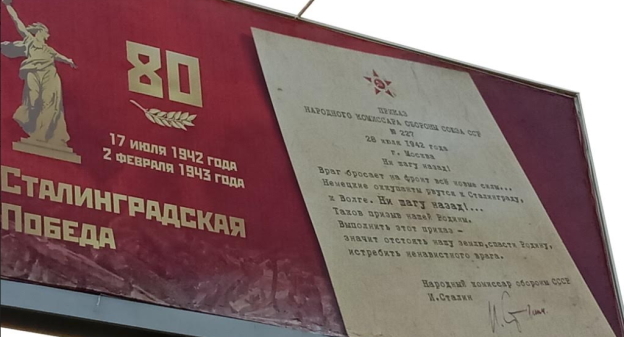 80
17 июля 1942 года
2 февраля 1943 года
Сталинградская
Победа
ПРИКАЗ
НАРОДНОГО КОМИССАРА ОБОРОНЫ СОЮЗА ССР
№ 227
28 июля 1942 года
г. Москва
Ни шагу назад!
Враг бросает на фронт всё новые силы...
Немецкие оккупанты рвутся к Сталинграду,
к Волге. Ни шагу назад!...
Таков призыв нашей Родины.
Выполнить этот приказ -
значит отстоять нашу землю, спасти Родину,
истребить ненавистного врага.
Народный комиссар обороны СССР
И.Сталин
И. Сталин